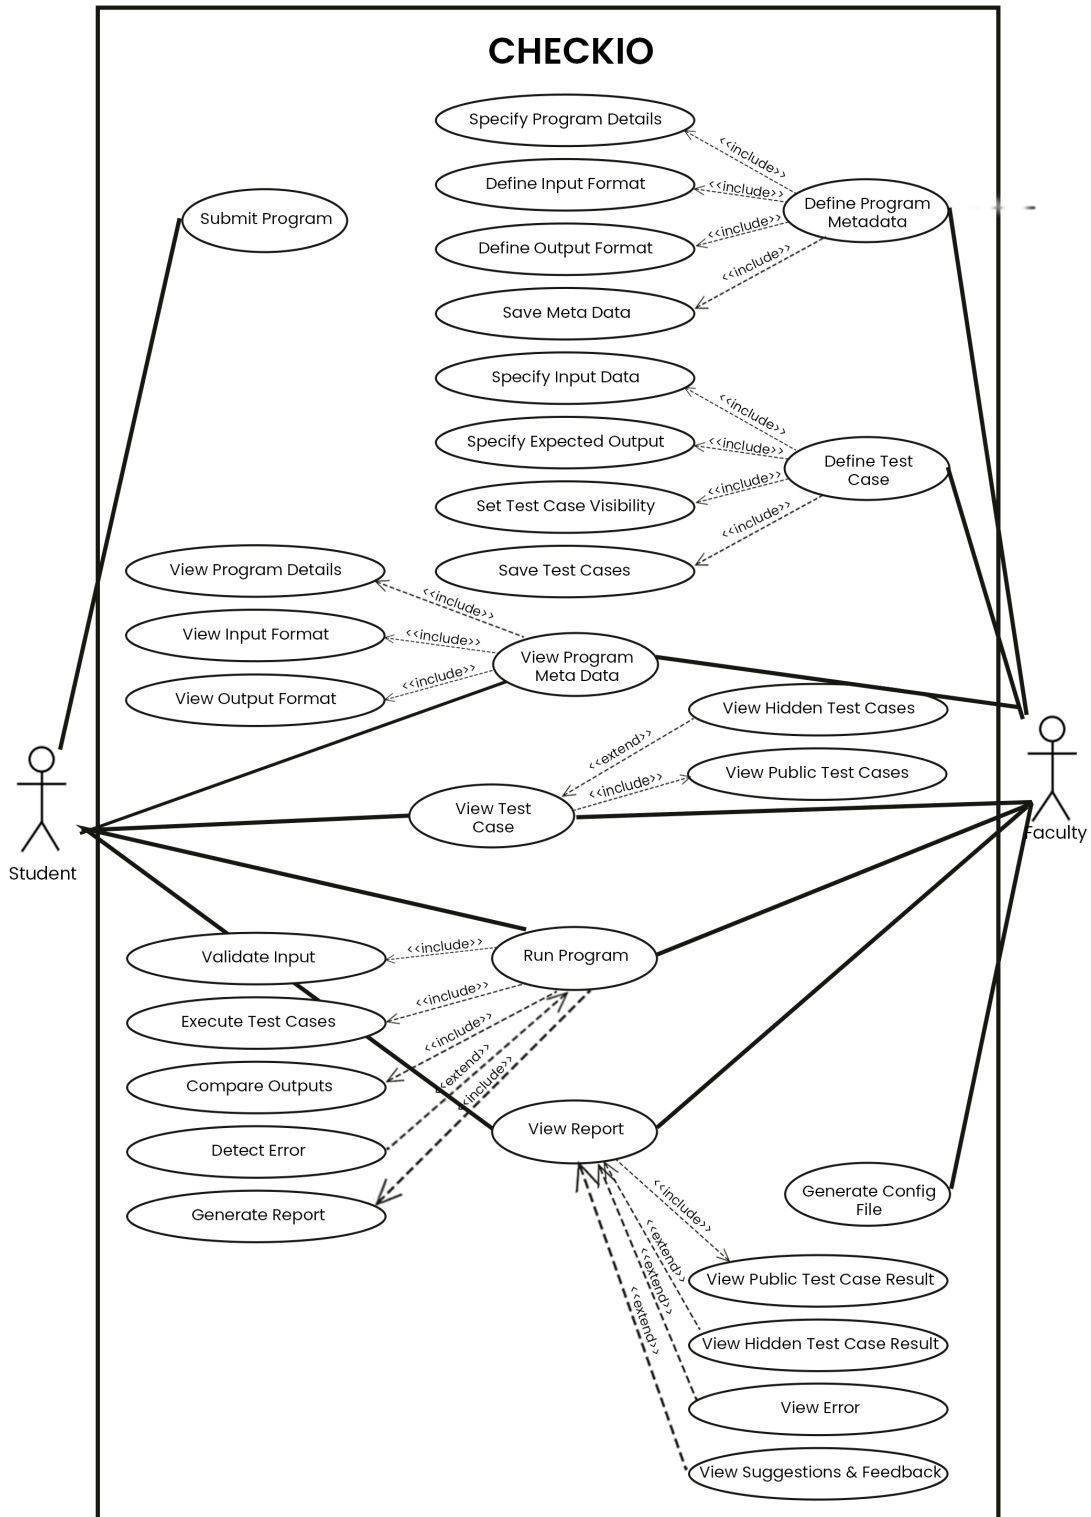 CHECKIO
Specify Program Details
<<include>>
Define Input Format
<<include>>
Submit Program
Define Program
Metadata
Define Output Format
<<include>>
<<include>>
Save Meta Data
Specify Input Data
<<include>>
Specify Expected Output
<<include>>
Define Test
Case
Set Test Case Visibility
<<include>>
<<include>>
Save Test Cases
View Program Details
<<include>>
View Input Format
<<include>>
View Program
Meta Data
View Output Format
<<include>>
View Hidden Test Cases
<<extend>>
View Public Test Cases
<<include>>
View Test
Case
Student
Faculty
Validate Input
<<include>>
Run Program
Execute Test Cases
<<include>>
<<include>>
Compare Outputs
<<extend>>
<<include>>
Detect Error
View Report
Generate Report
Generate Config
File
<<include>>
<<extend>>
<<extend>>
<<extend>>
View Public Test Case Result
View Hidden Test Case Result
View Error
View Suggestions & Feedback